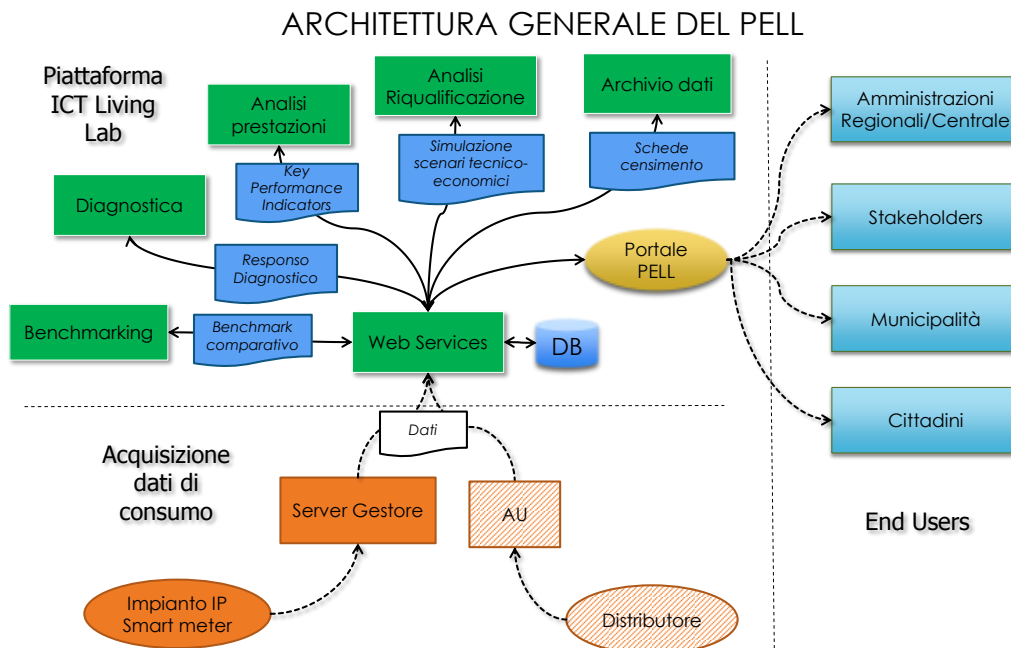 ARCHITETTURA GENERALE DEL PELL
Piattaforma
ICT Living
Lab
Analisi
prestazioni
Analisi
Riqualificazione
Archivio dati
Amministrazioni
Regionali/Centrale
Key
Performance
Indicators
Simulazione
scenari tecnico-
economici
Schede
censimento
Diagnostica
Stakeholders
Responso
Diagnostico
Portale
PELL
Benchmarking
Benchmark
comparativo
Web Services
DB
Municipalità
Dati
Cittadini
Acquisizione
dati di
consumo
Server Gestore
AU
End Users
Impianto IP
Smart meter
Distributore